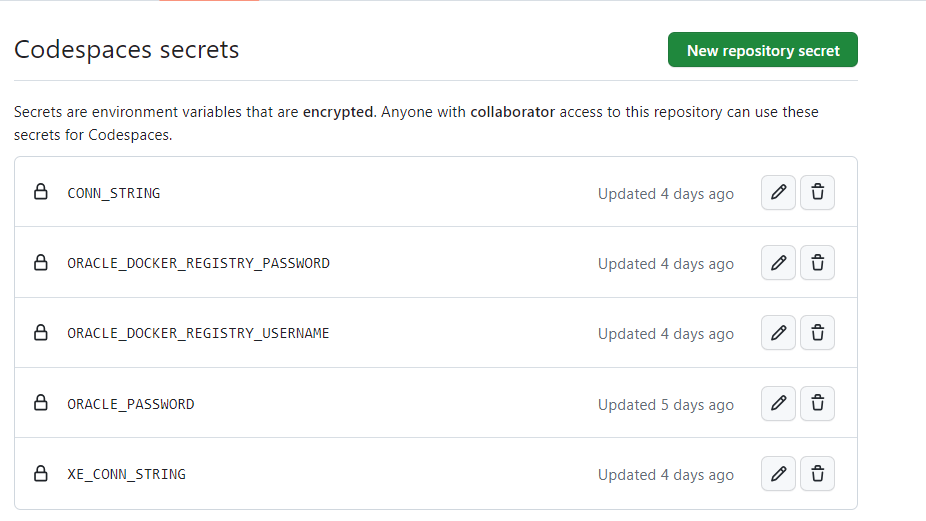 Codespaces secrets
New repository secret
Secrets are environment variables that are encrypted. Anyone with collaborator access to this repository can use these
secrets for Codespaces.
CONN_STRING Updated 4 days ago
ORACLE_DOCKER_REGISTRY_PASSWORD Updated 4 days ago
ORACLE_DOCKER_REGISTRY_USERNAME Updated 4 days ago
ORACLE_PASSWORD Updated 5 days ago
XE_CONN_STRING Updated 4 days ago